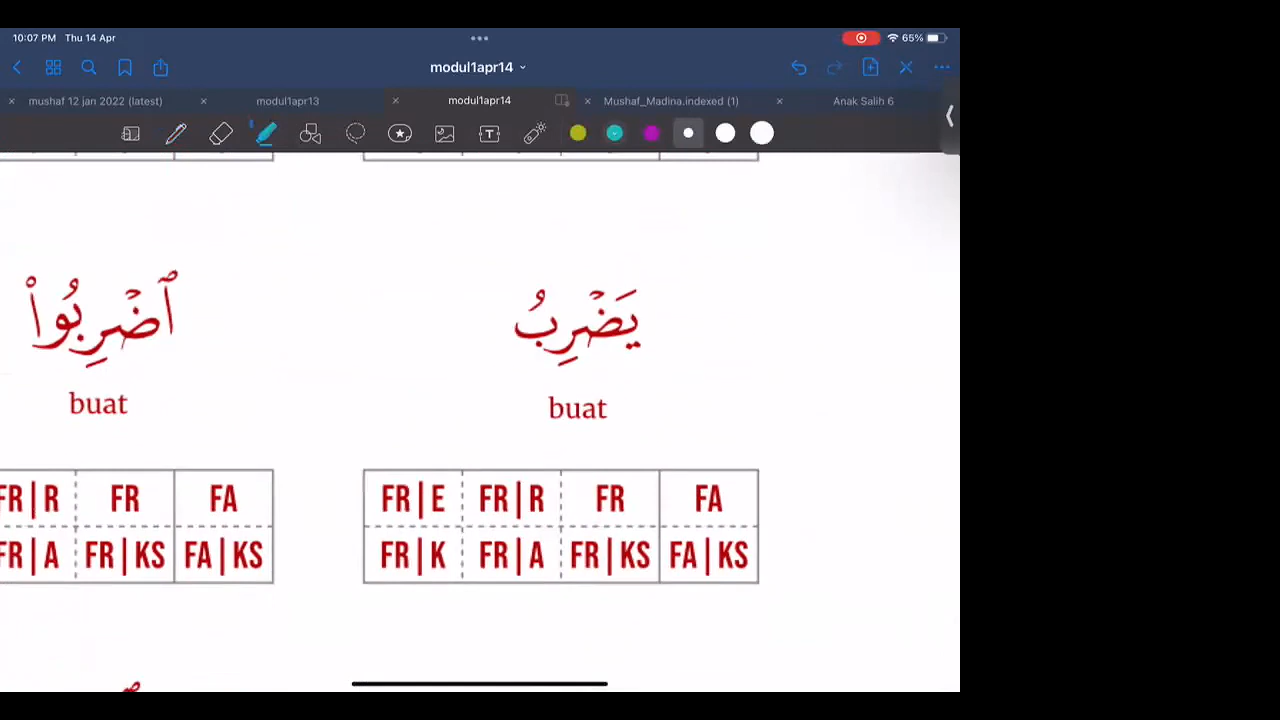 10:07 PM Thu 14 Apr
65%
modul1apr14
mushaf 12 jan 2022 (latest)
modul1apr13
modul1apr14
Mushaf_Madina.indexed (1)
Anak Salih 6
ٱضْرِبُوا۟
يَضْرِبُ
buat
buat
FR|R FR FA
FR|A FR|KS FA|KS
FR|E FR|R FR FA
FR|K FR|A FR|KS FA|KS